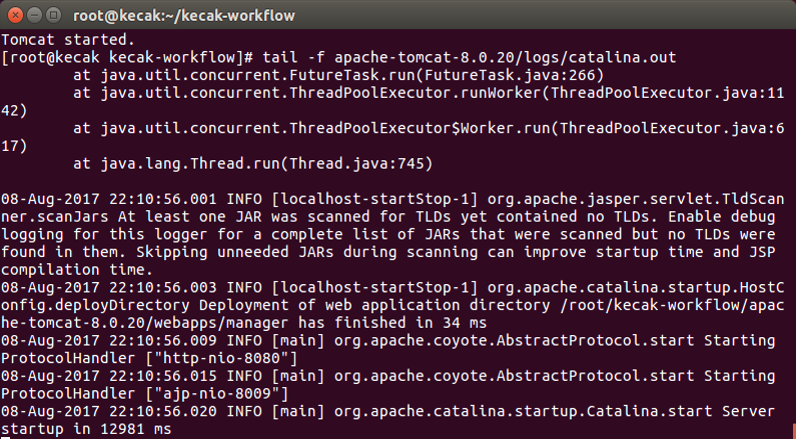 root@kecak:~/kecak-workflow
Tomcat started.
[root@kecak kecak-workflow]# tail -f apache-tomcat-8.0.20/logs/catalina.out
        at java.util.concurrent.FutureTask.run(FutureTask.java:266)
        at java.util.concurrent.ThreadPoolExecutor.runWorker(ThreadPoolExecutor.java:11
42)
        at java.util.concurrent.ThreadPoolExecutor$Worker.run(ThreadPoolExecutor.java:6
17)
        at java.lang.Thread.run(Thread.java:745)

08-Aug-2017 22:10:56.001 INFO [localhost-startStop-1] org.apache.jasper.servlet.TldScan
ner.scanJars At least one JAR was scanned for TLDs yet contained no TLDs. Enable debug
logging for this logger for a complete list of JARs that were scanned but no TLDs were
found in them. Skipping unneeded JARs during scanning can improve startup time and JSP
compilation time.
08-Aug-2017 22:10:56.003 INFO [localhost-startStop-1] org.apache.catalina.startup.HostC
onfig.deployDirectory Deployment of web application directory /root/kecak-workflow/apac
he-tomcat-8.0.20/webapps/manager has finished in 34 ms
08-Aug-2017 22:10:56.009 INFO [main] org.apache.coyote.AbstractProtocol.start Starting
ProtocolHandler ["http-nio-8080"]
08-Aug-2017 22:10:56.015 INFO [main] org.apache.coyote.AbstractProtocol.start Starting
ProtocolHandler ["ajp-nio-8009"]
08-Aug-2017 22:10:56.020 INFO [main] org.apache.catalina.startup.Catalina.start Server
startup in 12981 ms